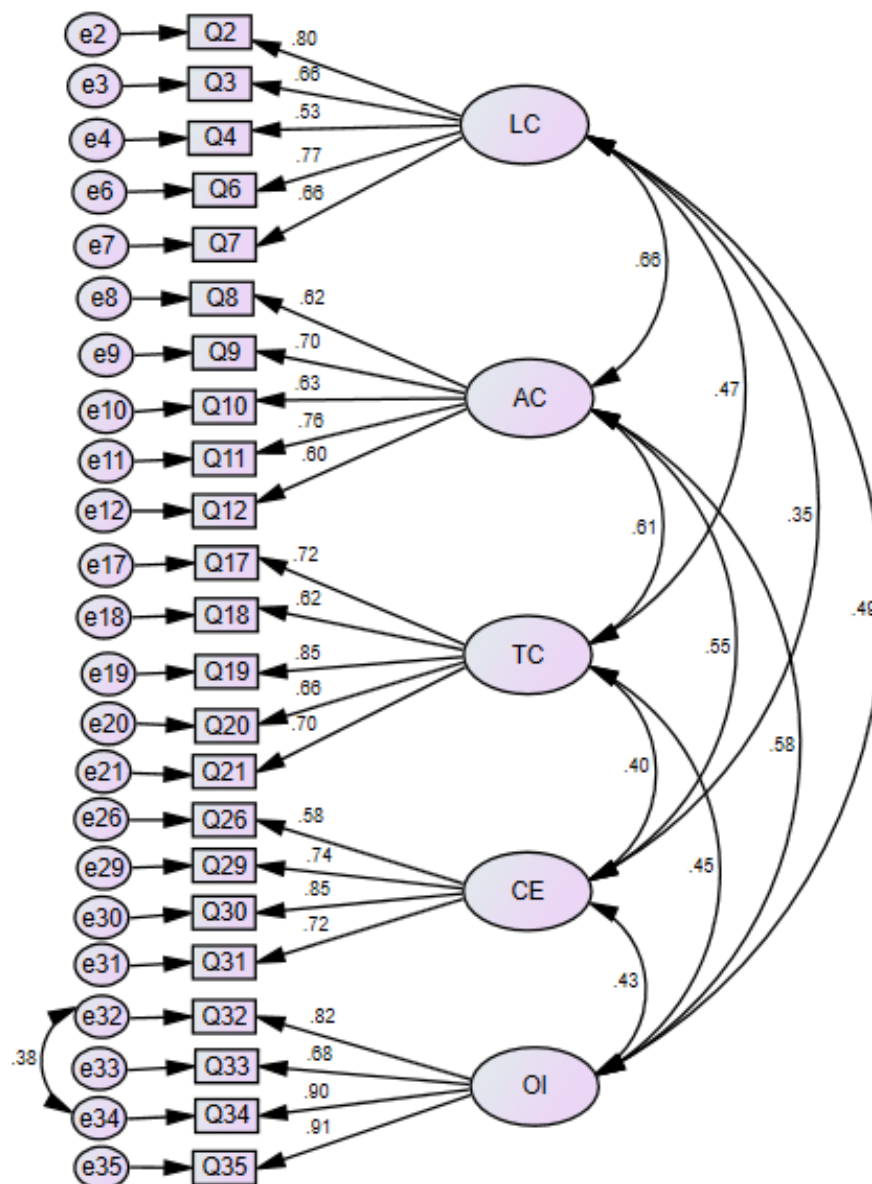 e2 Q2 .80
e3 Q3 .66
LC
e4 Q4 .53
e6 Q6 .77
e7 Q7 .66
.66
e8 Q8 .62
e9 Q9 .70
AC
.47
e10 Q10 .63
e11 Q11 .76
e12 Q12 .60
.61
.35
e17 Q17 .72
.49
e18 Q18 .62
TC
.55
e19 Q19 .85
e20 Q20 .66
e21 Q21 .70
.40
.58
e26 Q26 .58
e29 Q29 .74
.45
CE
e30 Q30 .85
e31 Q31 .72
.43
e32 Q32 .82
.38
e33 Q33 .68
OI
e34 Q34 .90
e35 Q35 .91